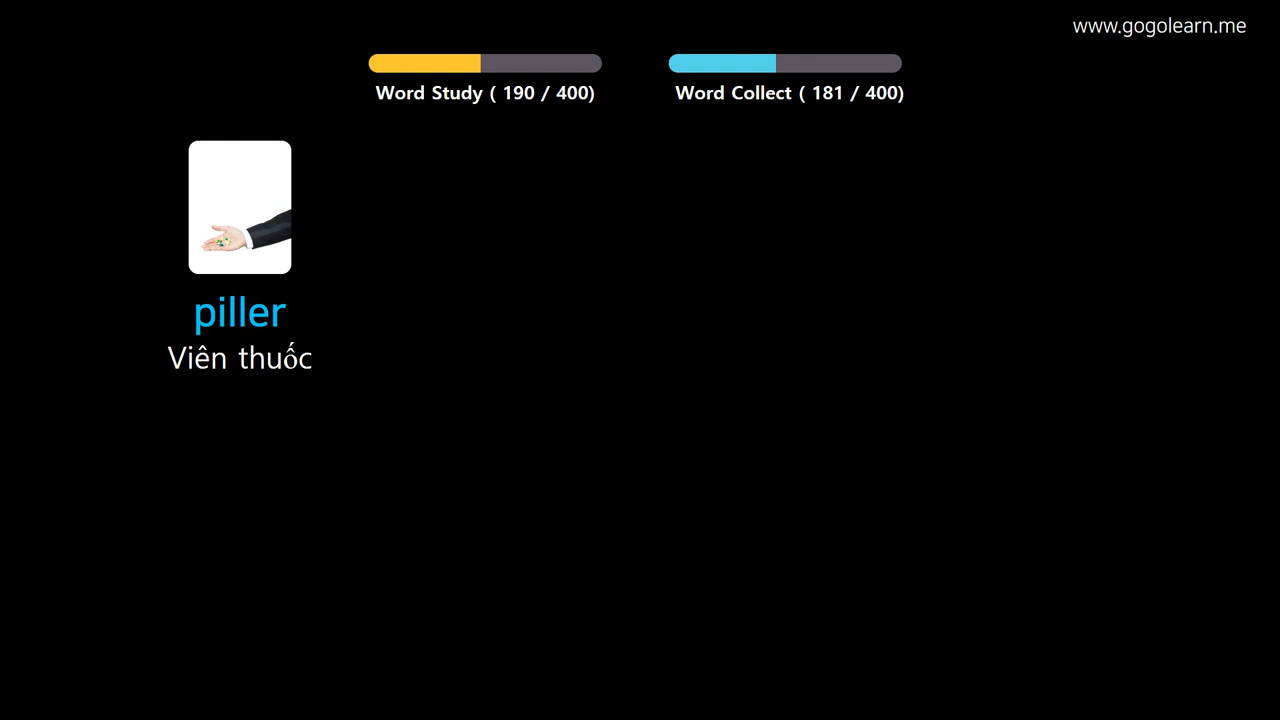 www.gogolearn.me
Word Study ( 190 / 400)
Word Collect ( 181 / 400)
piller
Viên thuốc